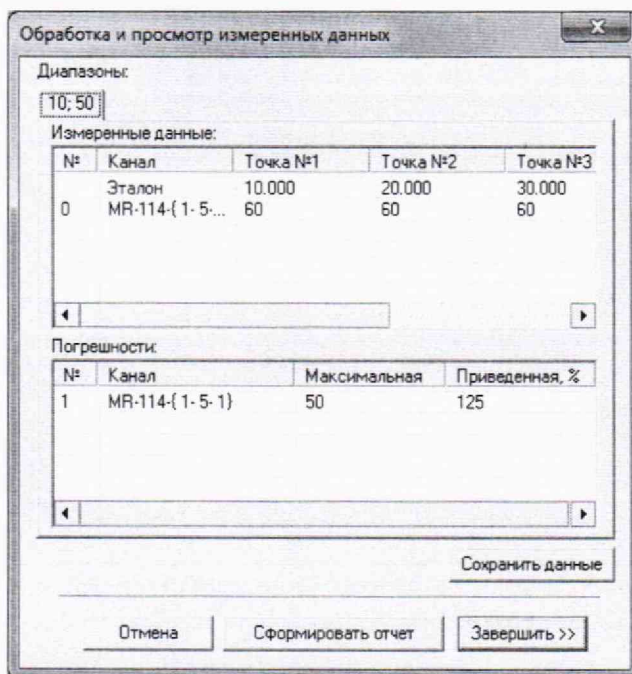 Обработка и просмотр измеренных данных
Диапазоны:
10; 50
Измеренные данные:
№ Канал Точка №1 Точка №2 Точка №3
Эталон 10.000 20.000 30.000
0 MR-114-{ 1- 5-... 60 60 60
Погрешности:
№ Канал Максимальная Приведенная, %
1 MR-114-{ 1- 5- 1} 50 125
Сохранить данные
Отмена Сформировать отчет Завершить >>